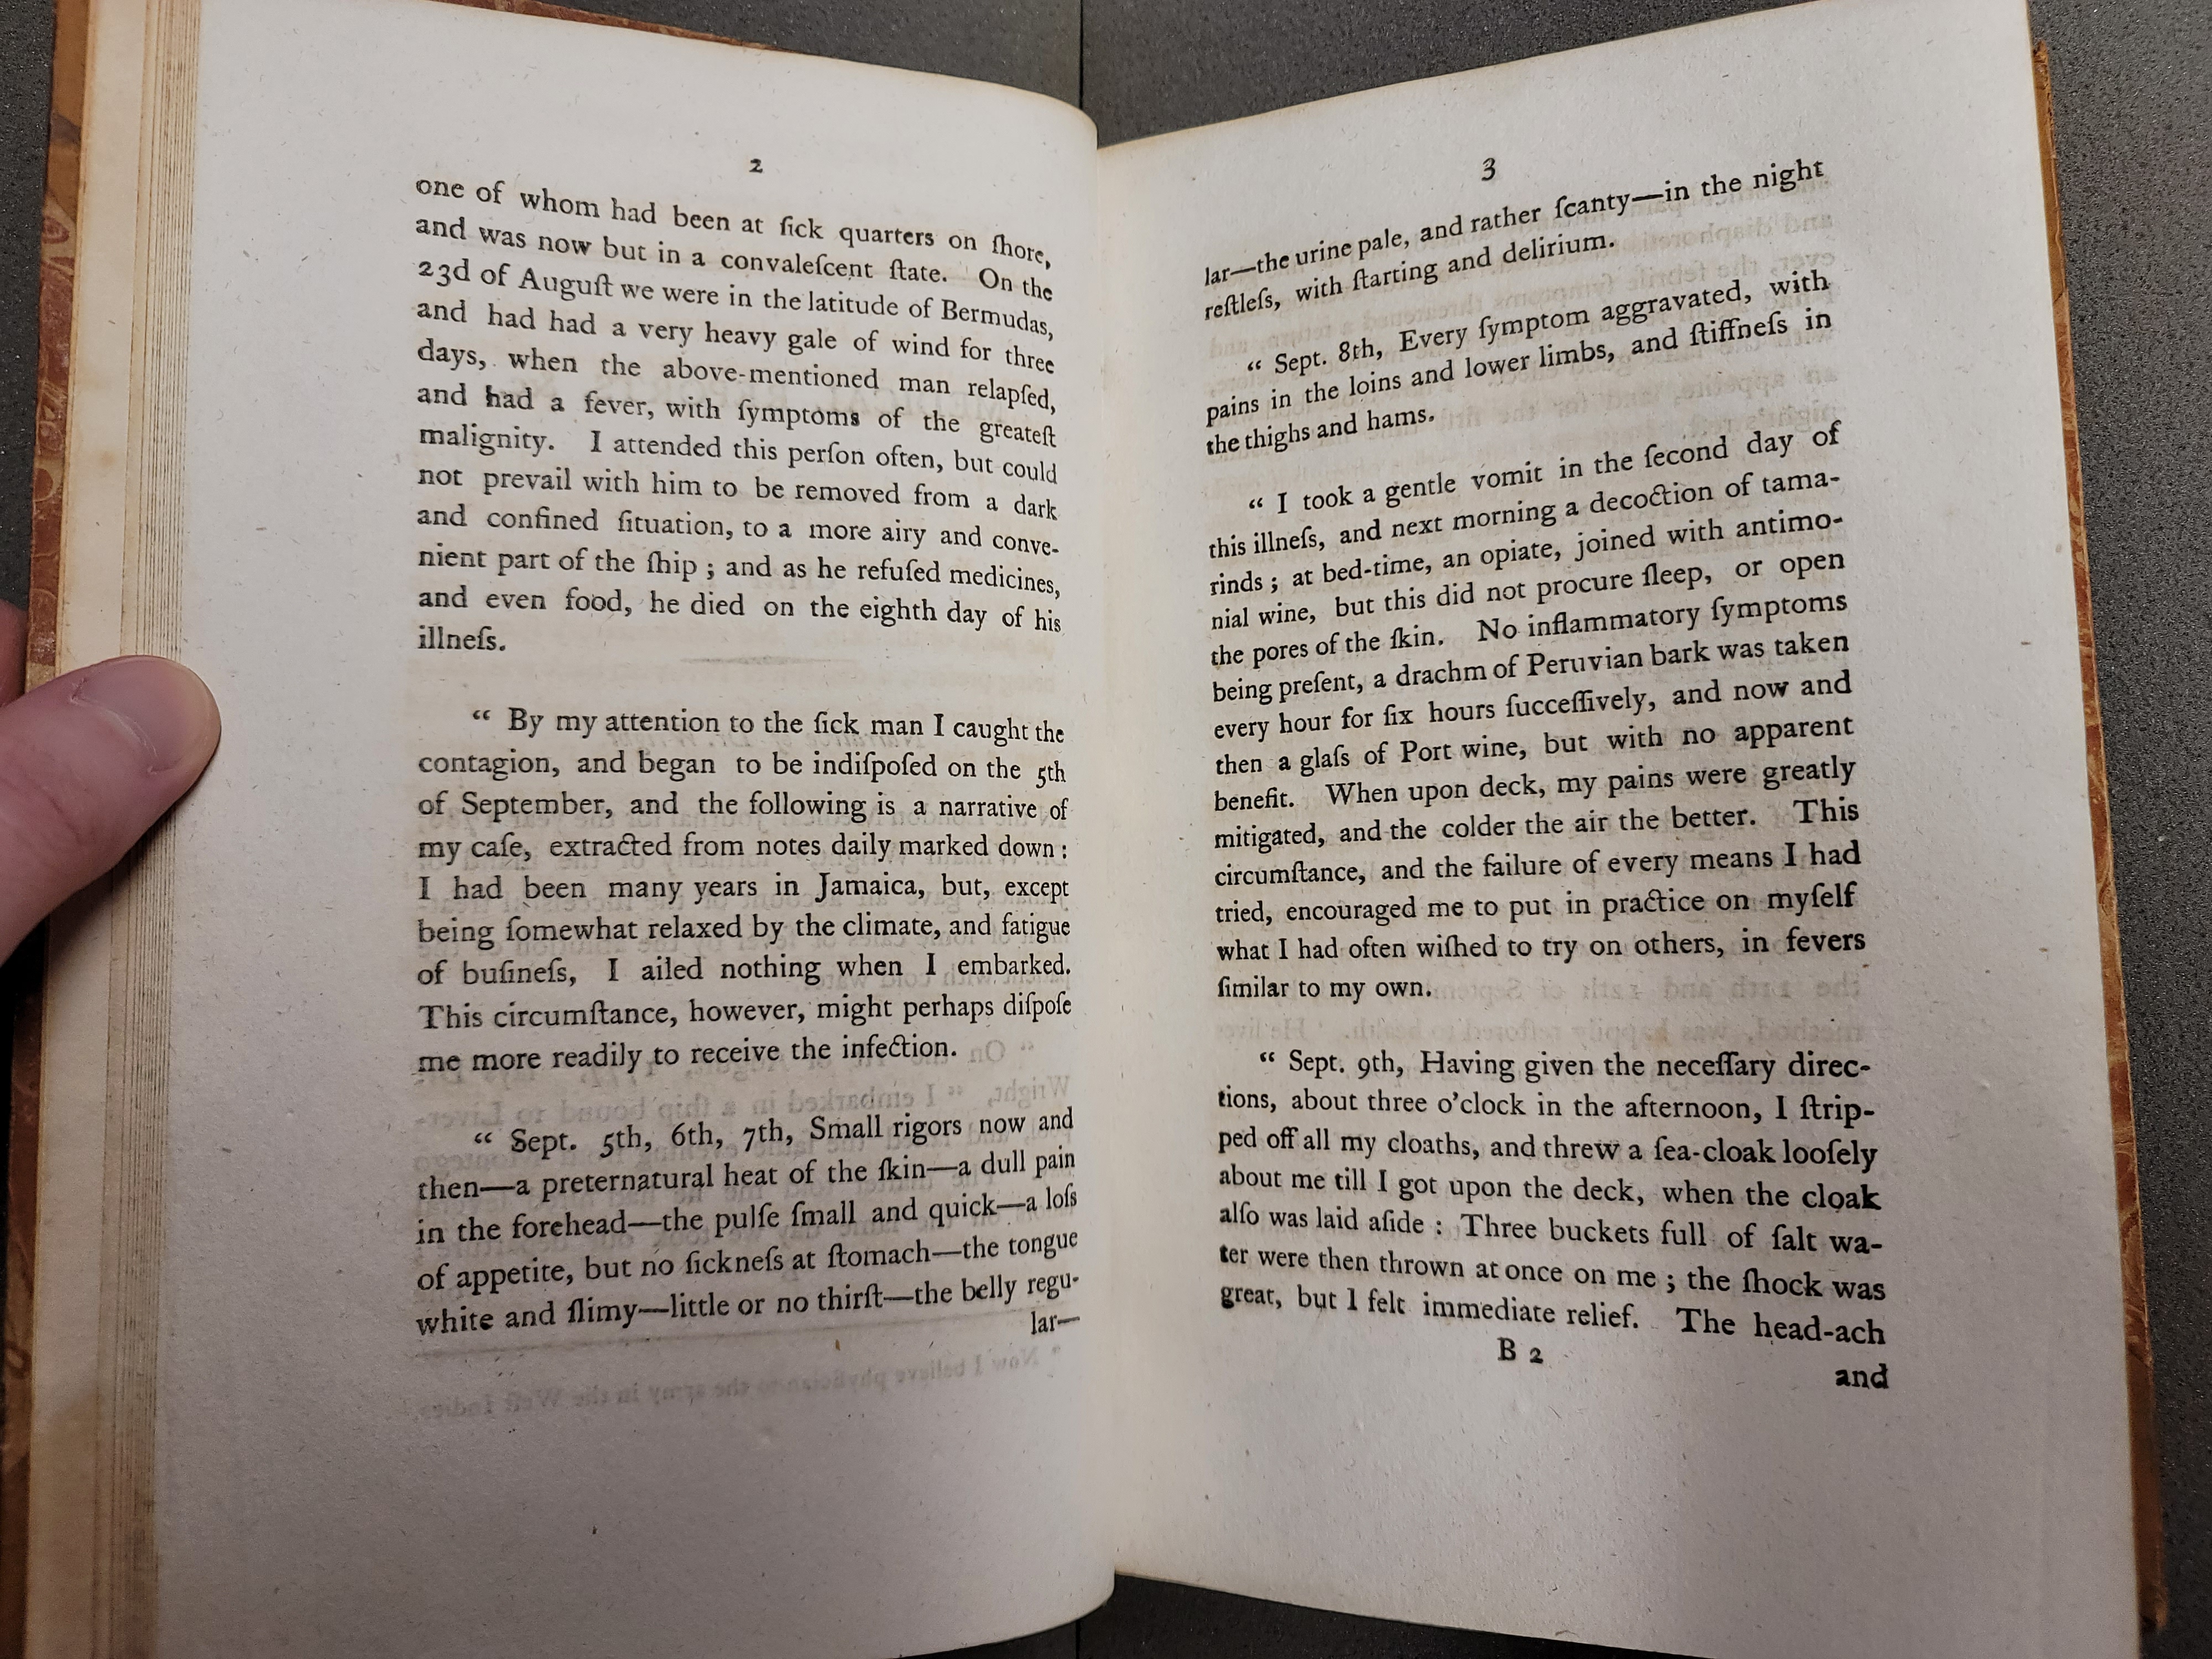 2
one of whom had been at ſick quarters on ſhore,
and was now but in a convaleſcent ſtate. On the
23d of Auguſt we were in the latitude of Bermudas,
and had had a very heavy gale of wind for three
days, when the above-mentioned man relapſed,
and had a fever, with ſymptoms of the greateſt
malignity. I attended this perſon often, but could
not prevail with him to be removed from a dark
and confined ſituation, to a more airy and conve-
nient part of the ſhip ; and as he refuſed medicines,
and even food, he died on the eighth day of his
illneſs.
“ By my attention to the ſick man I caught the
contagion, and began to be indiſpoſed on the 5th
of September, and the following is a narrative of
my caſe, extracted from notes daily marked down :
I had been many years in Jamaica, but, except
being ſomewhat relaxed by the climate, and fatigue
of buſineſs, I ailed nothing when I embarked.
This circumſtance, however, might perhaps diſpoſe
me more readily to receive the infection.
“ Sept. 5th, 6th, 7th, Small rigors now and
then—a preternatural heat of the ſkin—a dull pain
in the forehead—the pulſe ſmall and quick—a loſs
of appetite, but no ſickneſs at ſtomach—the tongue
white and ſlimy—little or no thirſt—the belly regu-
lar—
3
lar—the urine pale, and rather ſcanty—in the night
reſtleſs, with ſtarting and delirium.
“ Sept. 8th, Every ſymptom aggravated, with
pains in the loins and lower limbs, and ſtiffneſs in
the thighs and hams.
“ I took a gentle vomit in the ſecond day of
this illneſs, and next morning a decoction of tama-
rinds ; at bed-time, an opiate, joined with antimo-
nial wine, but this did not procure ſleep, or open
the pores of the ſkin. No inflammatory ſymptoms
being preſent, a drachm of Peruvian bark was taken
every hour for ſix hours ſucceſſively, and now and
then a glaſs of Port wine, but with no apparent
benefit. When upon deck, my pains were greatly
mitigated, and the colder the air the better. This
circumſtance, and the failure of every means I had
tried, encouraged me to put in practice on myſelf
what I had often wiſhed to try on others, in fevers
ſimilar to my own.
“ Sept. 9th, Having given the neceſſary direc-
tions, about three o’clock in the afternoon, I ſtrip-
ped off all my cloaths, and threw a ſea-cloak looſely
about me till I got upon the deck, when the cloak
alſo was laid aſide : Three buckets full of ſalt wa-
ter were then thrown at once on me ; the ſhock was
great, but I felt immediate relief. The head-ach
B 2
and